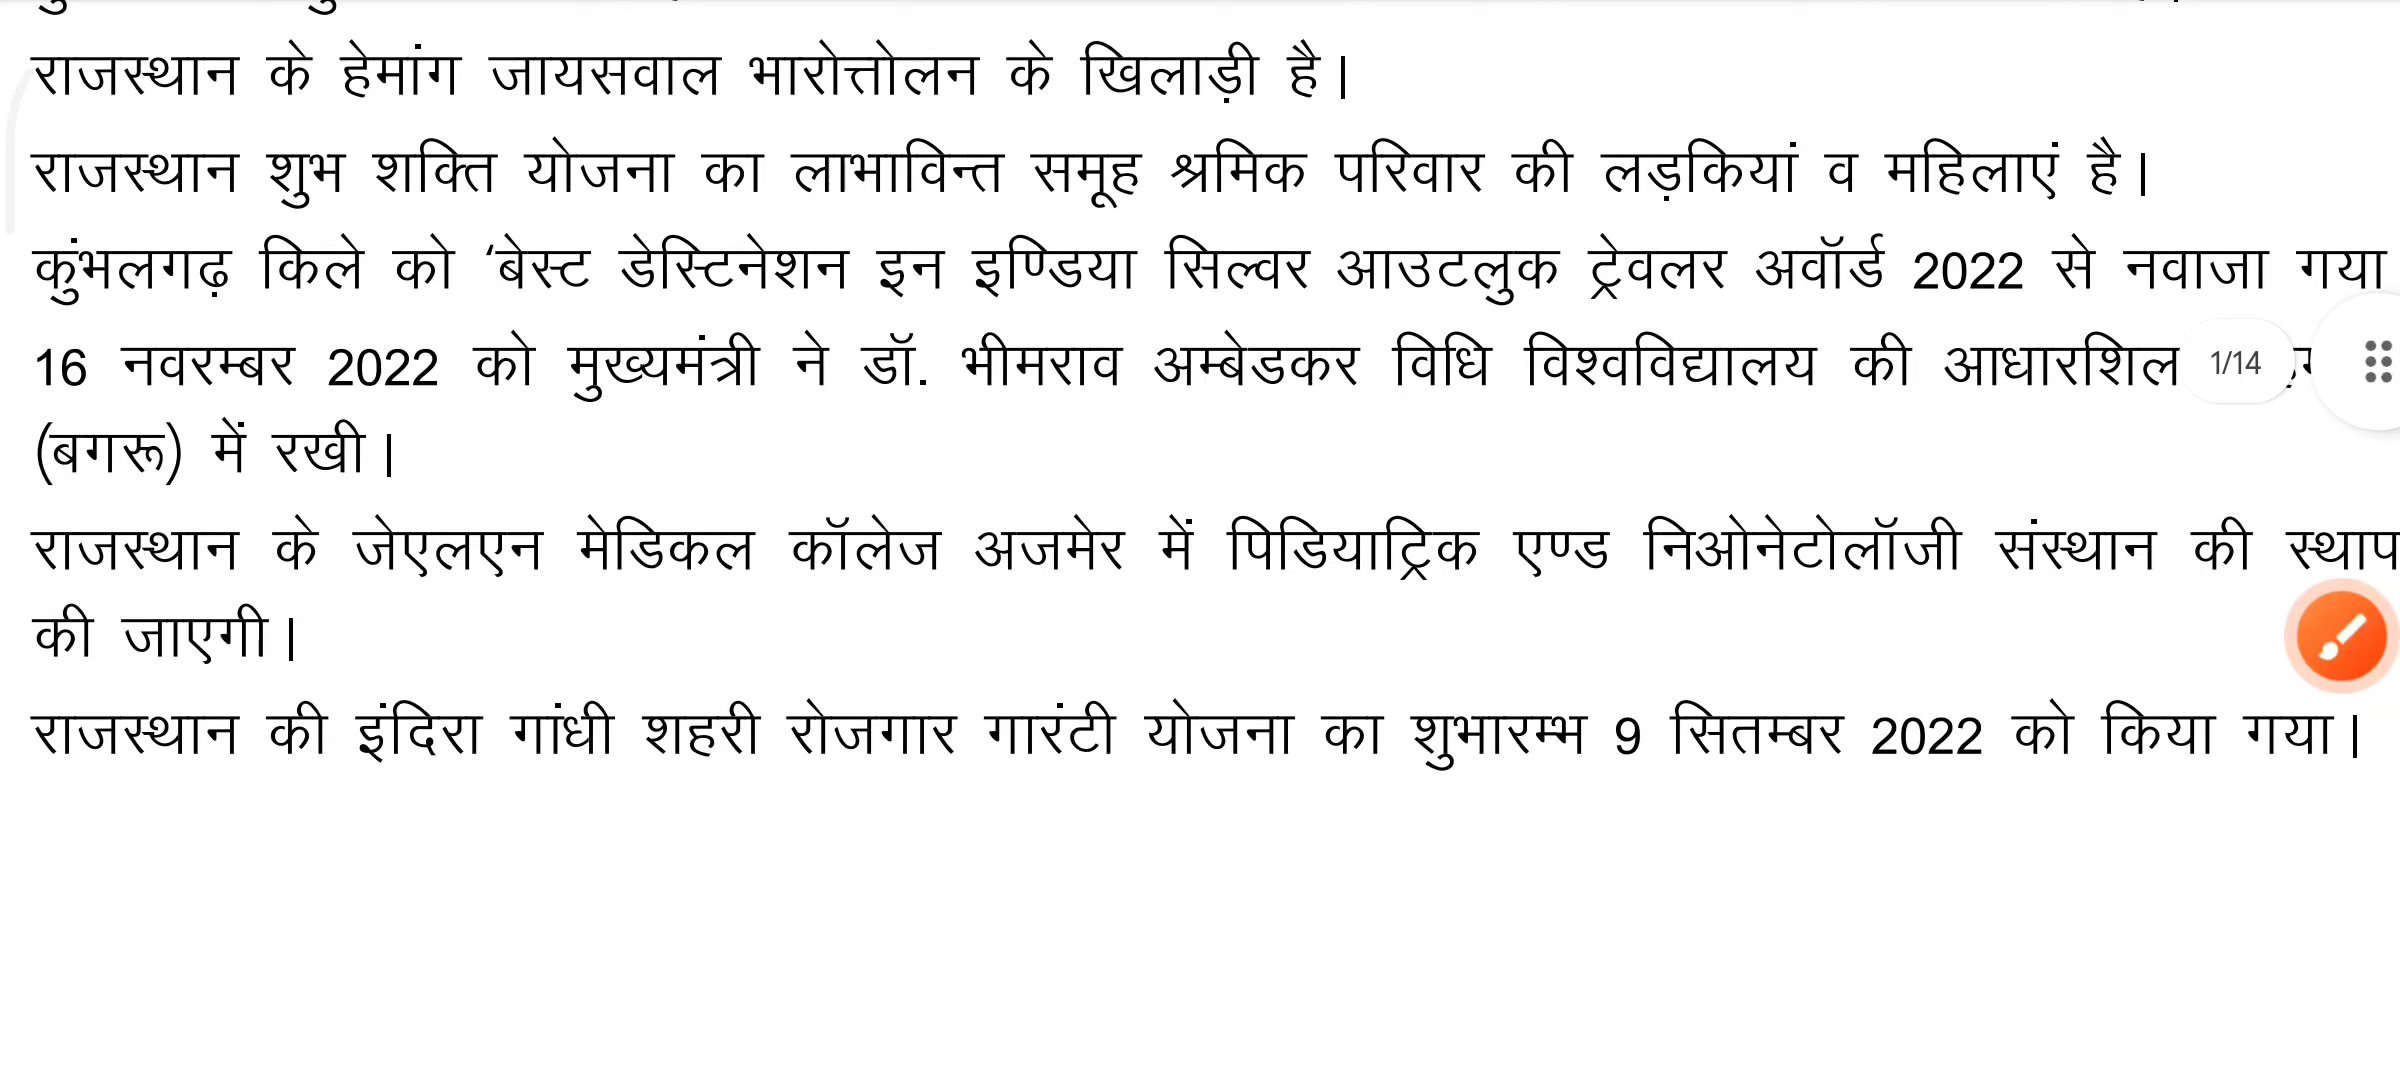 राजस्थान के हेमांग जायसवाल भारोत्तोलन के खिलाड़ी है।
राजस्थान शुभ शक्ति योजना का लाभाविन्त समूह श्रमिक परिवार की लड़कियां व महिलाएं है।
कुंभलगढ़ किले को ‘बेस्ट डेस्टिनेशन इन इण्डिया सिल्वर आउटलुक ट्रेवलर अवॉर्ड 2022 से नवाजा गया
16 नवरम्बर 2022 को मुख्यमंत्री ने डॉ. भीमराव अम्बेडकर विधि विश्वविद्यालय की आधारशिल 1/14
(बगरू) में रखी।
राजस्थान के जेएलएन मेडिकल कॉलेज अजमेर में पिडियाट्रिक एण्ड निओनेटोलॉजी संस्थान की स्थाप
की जाएगी।
राजस्थान की इंदिरा गांधी शहरी रोजगार गारंटी योजना का शुभारम्भ 9 सितम्बर 2022 को किया गया।